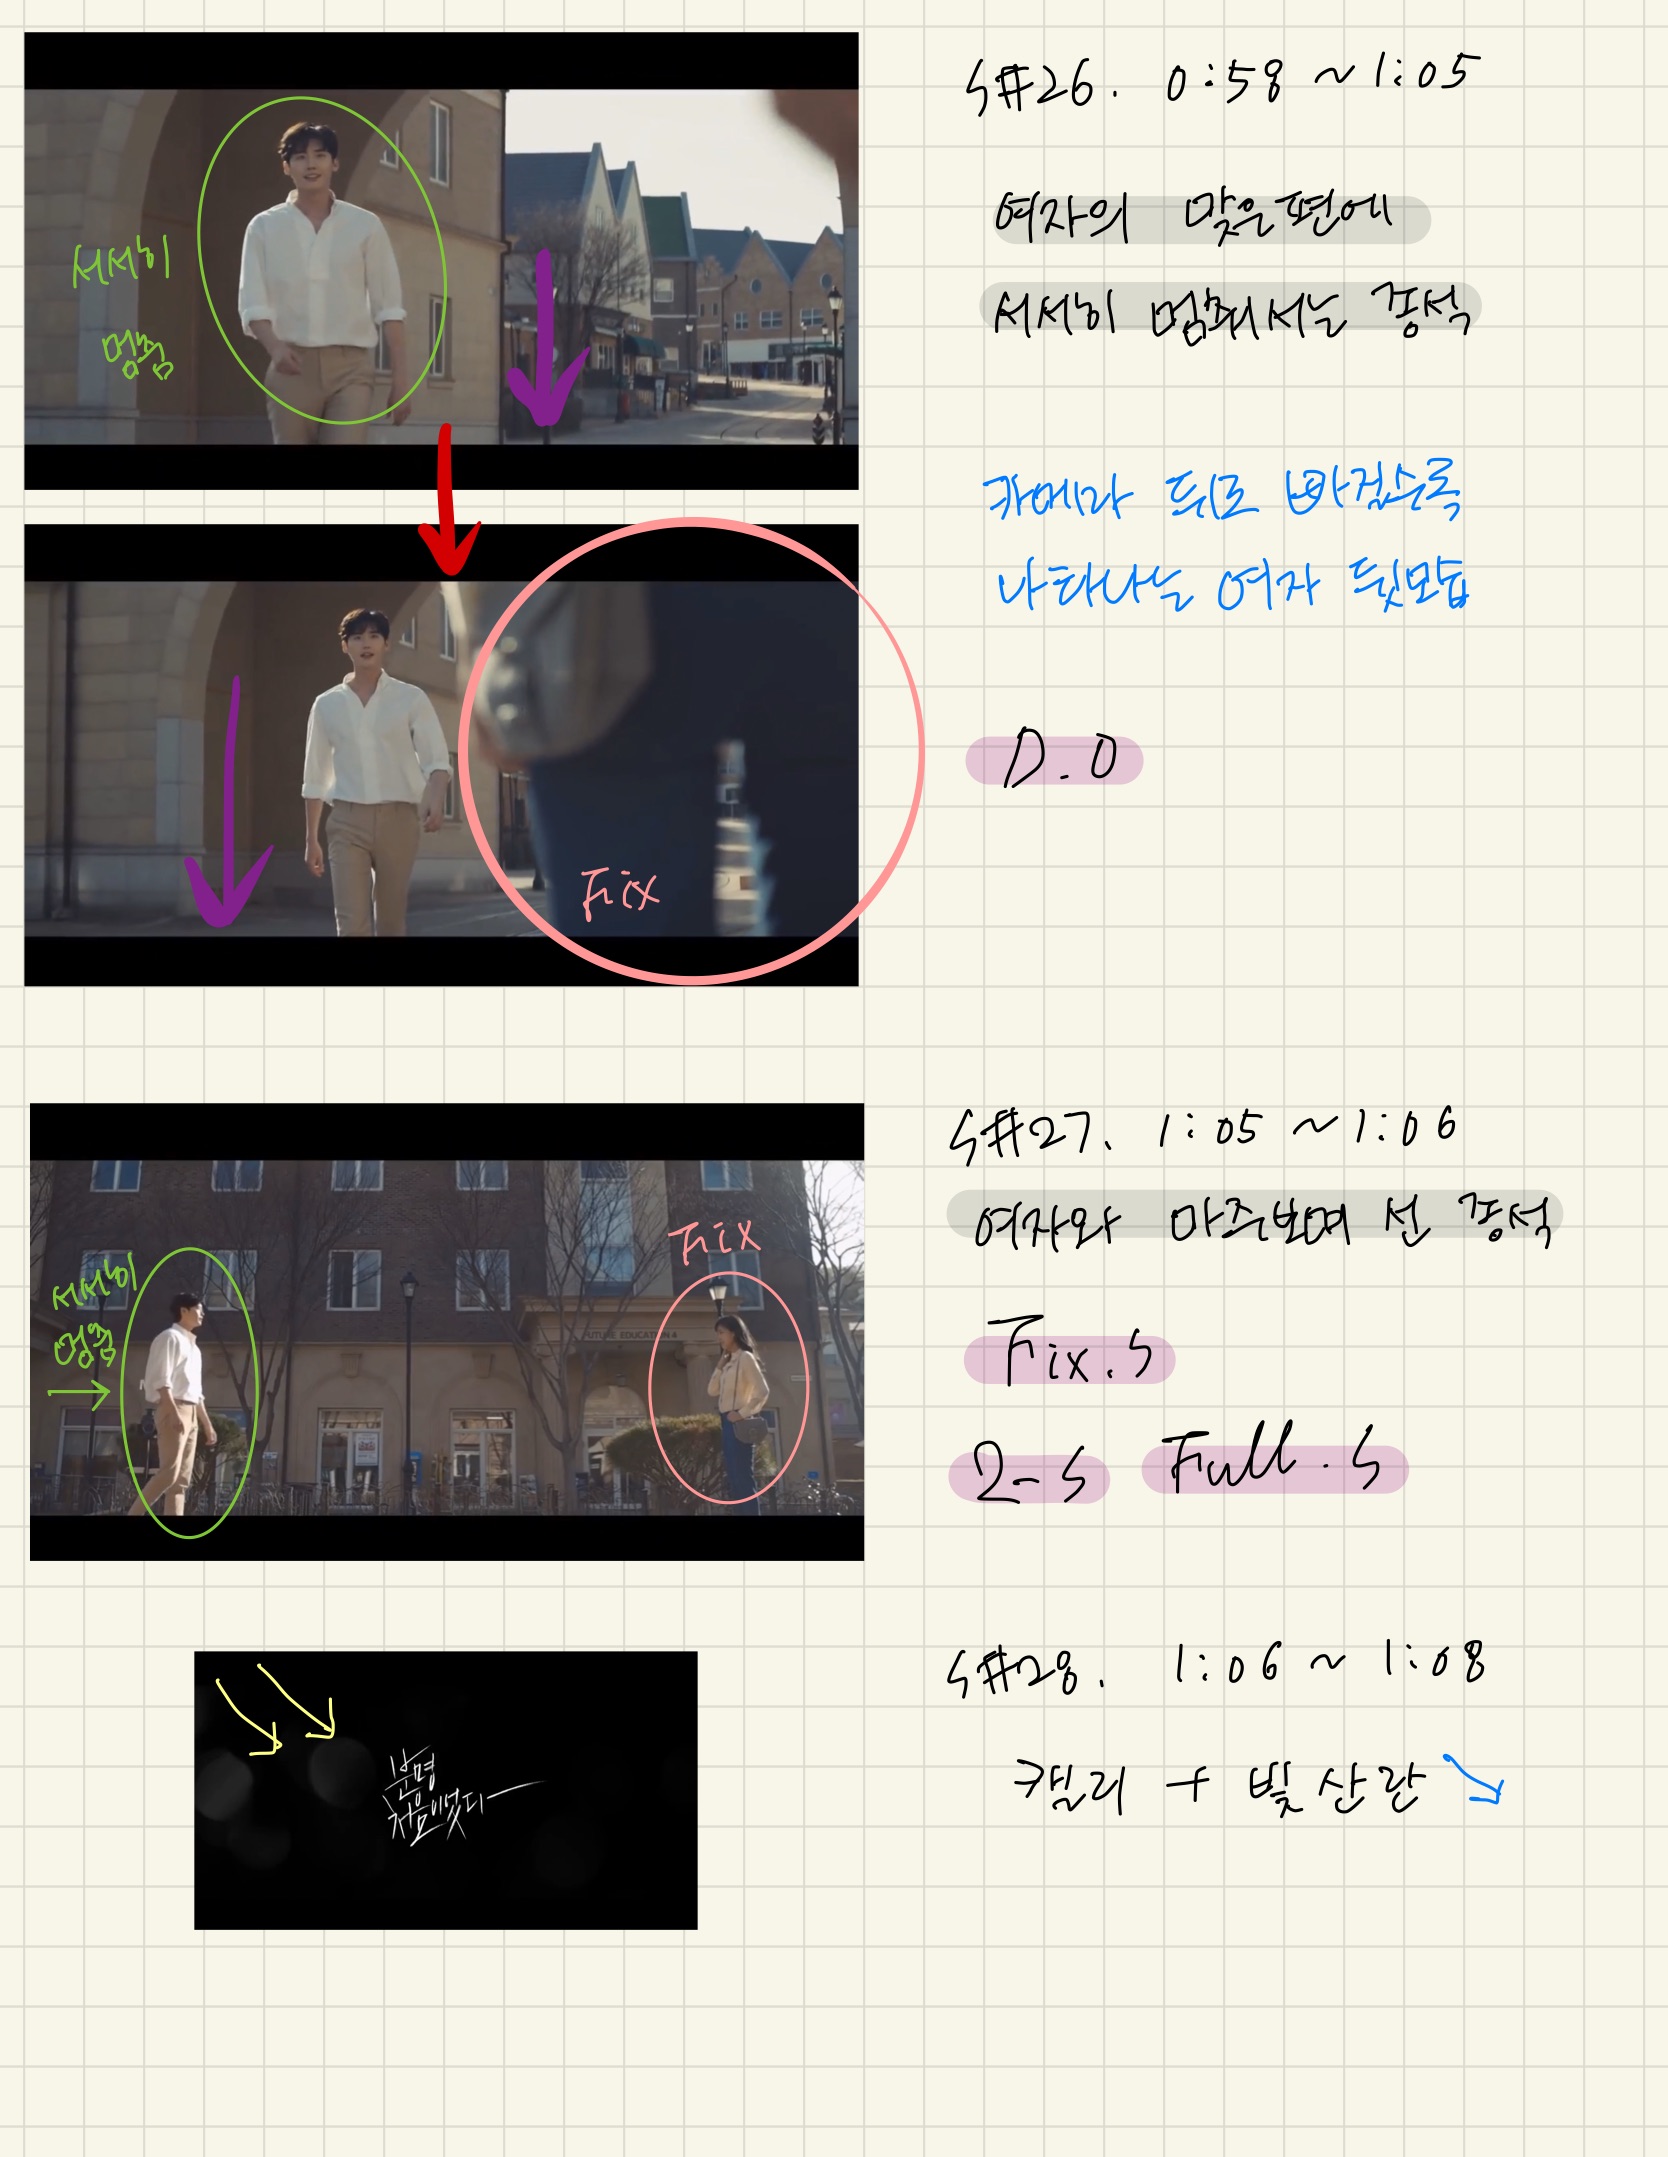 S#26. 0:58 ~ 1:05
여자의 맞은편에
서서히 멈춰서는 종석
카메라 뒤로 빠질수록
나타나는 여자 뒷모습
D.O
서서히
멈춤
Fix
S#27. 1:05 ~ 1:06
여자와 마주보며 선 종석
Fix.S
2-S Full.S
서서히
멈춤
Fix
FUTURE EDUCATION
S#28. 1:06 ~ 1:08
캘리 + 빛 산란
분명
처음이었다